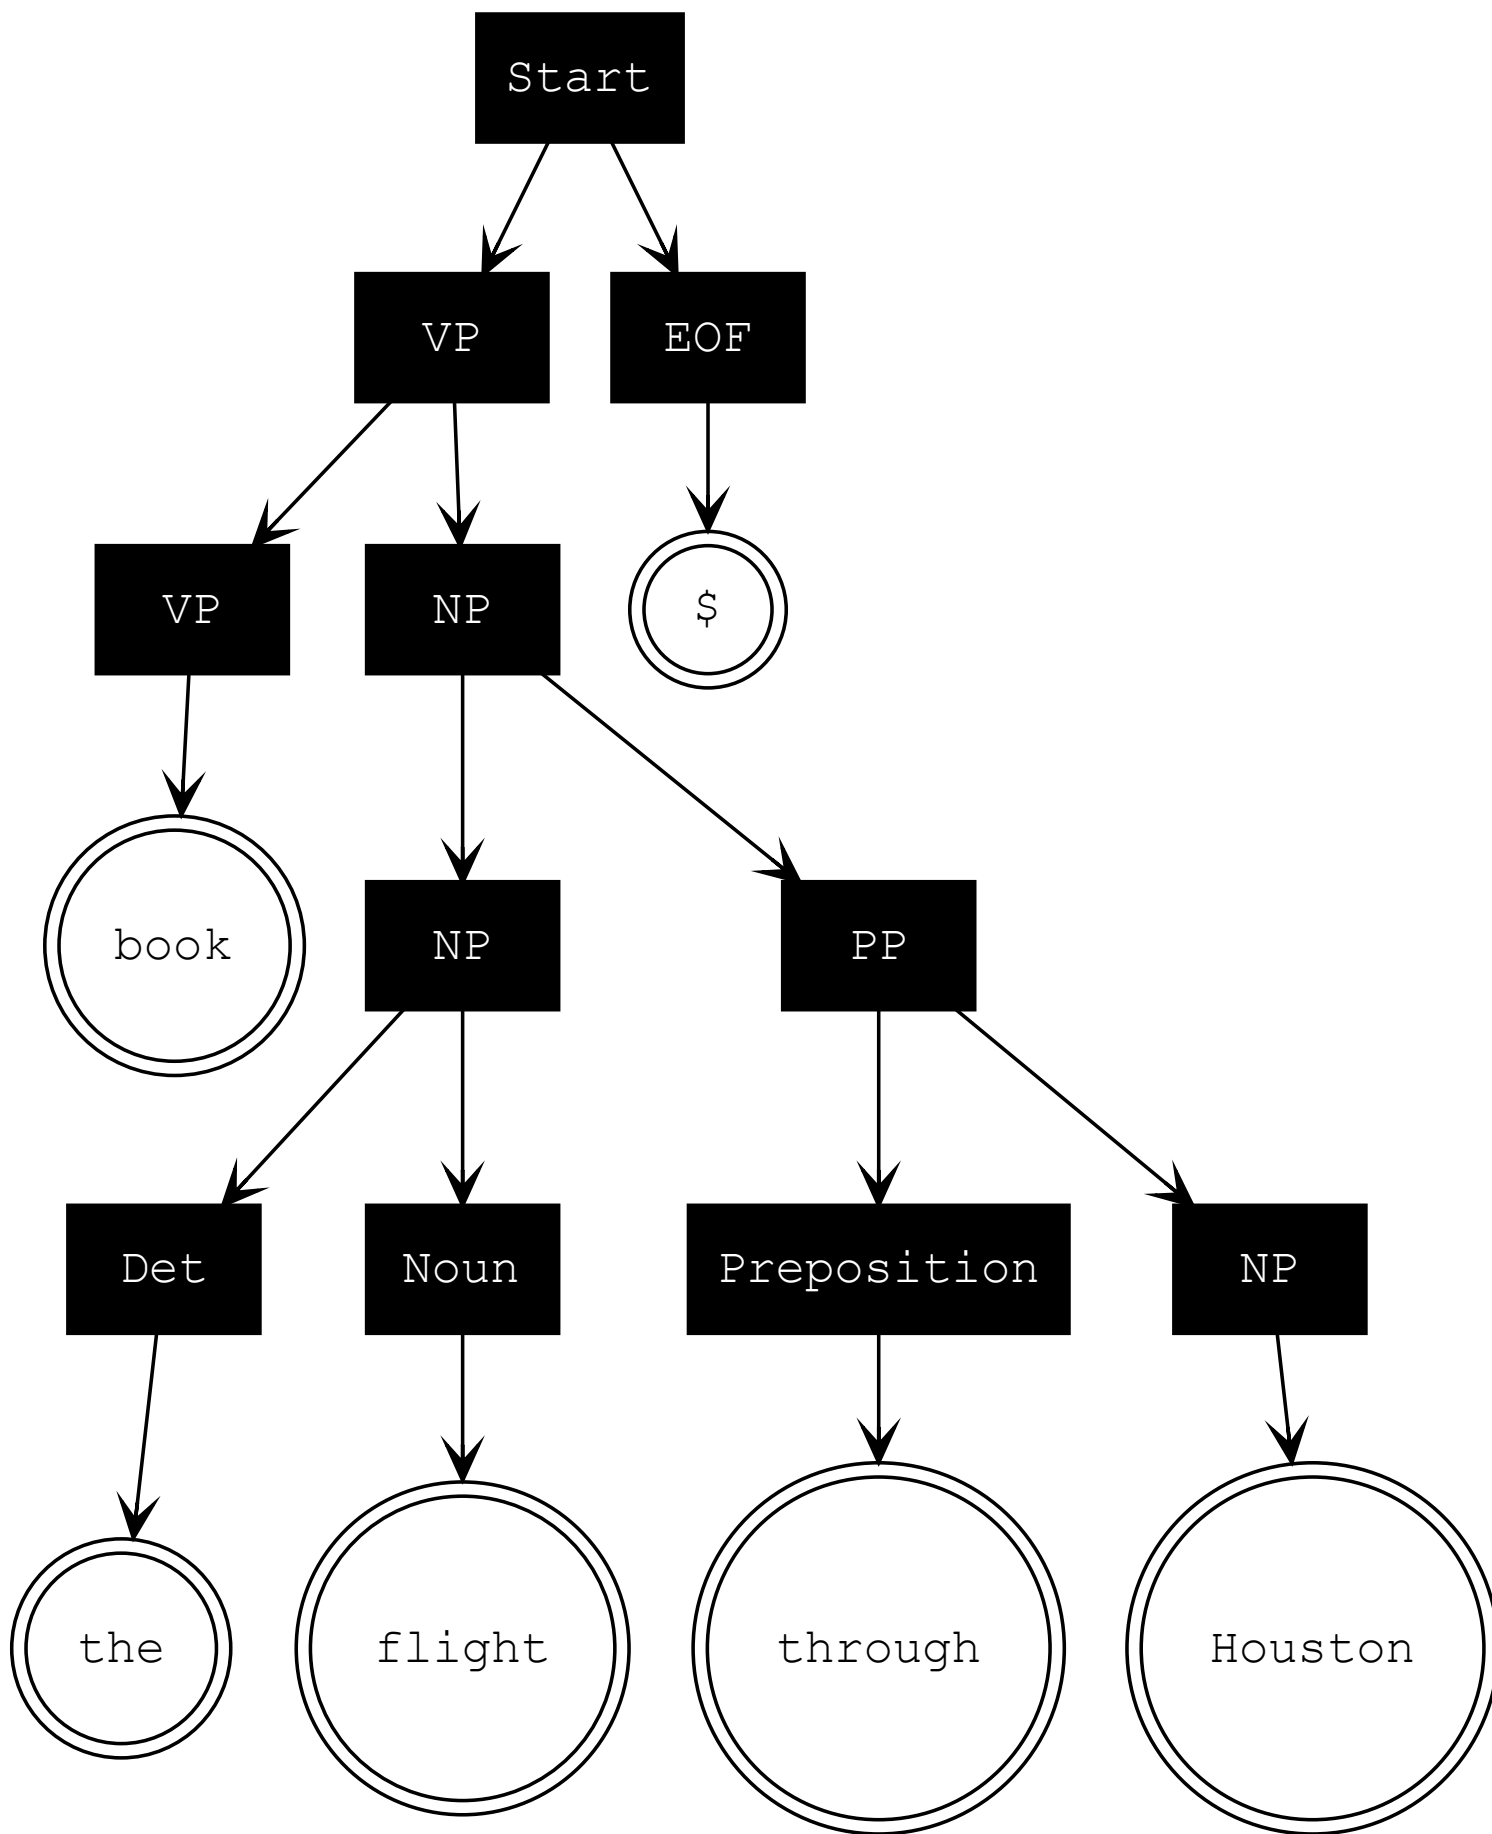 Start
VP EOF
VP NP $
book NP PP
Det Noun Preposition NP
the flight through Houston